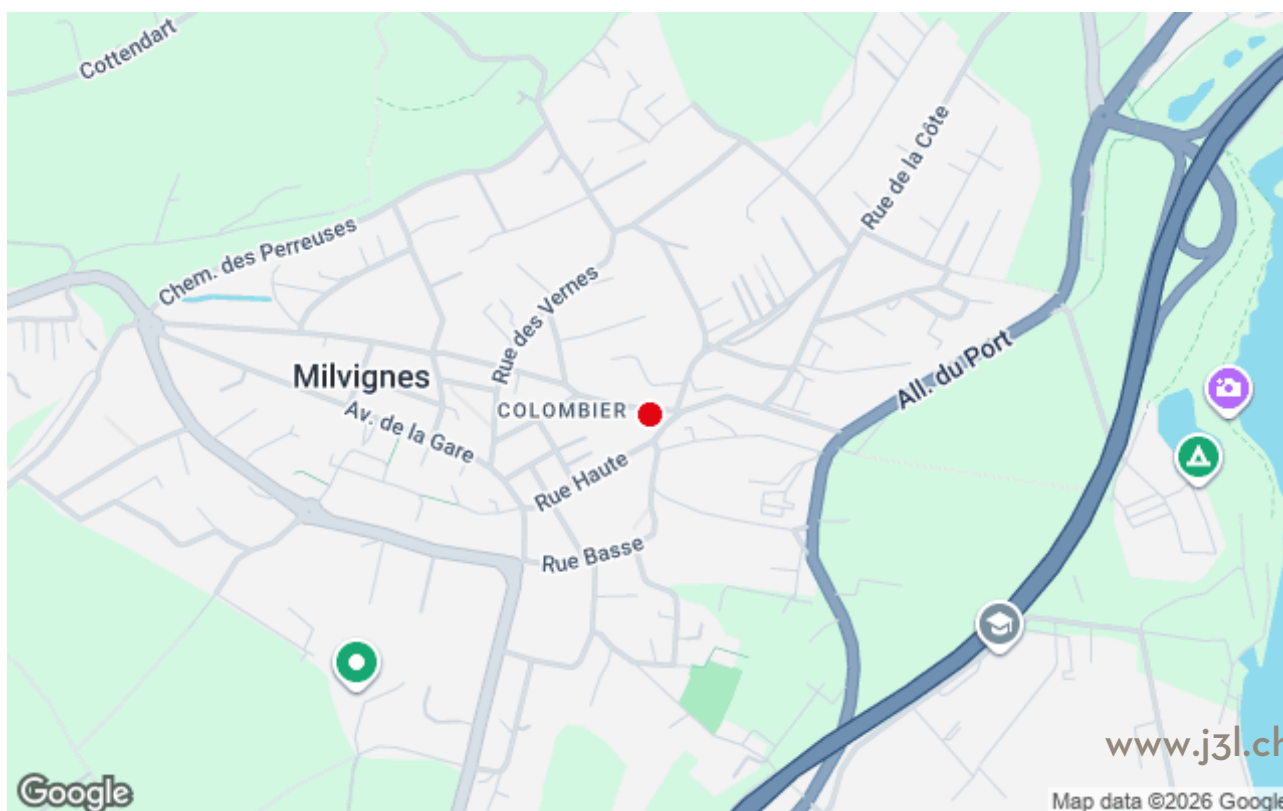 Cottendart
Rue de la Côte
Chem. des Perreuses
Rue des Vernes
All. du Port
Milvignes
COLOMBIER
Av. de la Gare
Rue Haute
Rue Basse
www.j3l.ch
Google
Map data ©2026 Google